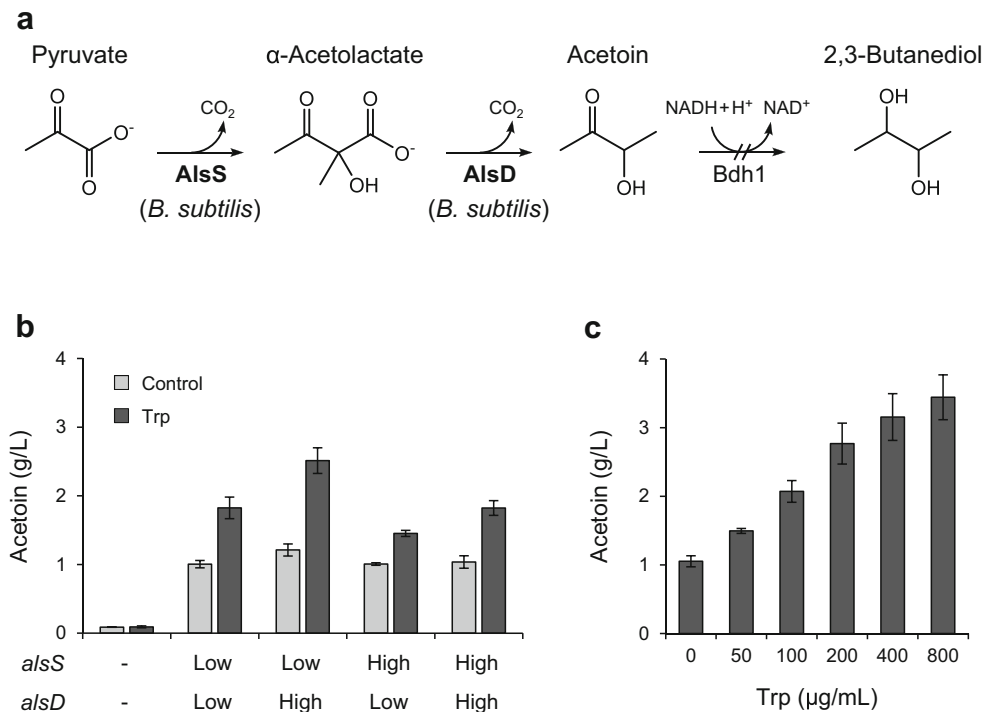 a
Pyruvate α-Acetolactate Acetoin 2,3-Butanediol
O O O O OH
CO2 CO2 NADH+H+ NAD+
O- O-
AlsS AlsD Bdh1
O OH OH OH
(B. subtilis) (B. subtilis)
b
4
3
2
1
0
Acetoin (g/L)
Control
Trp
alsS - Low Low High High
alsD - Low High Low High
c
4
3
2
1
0
Acetoin (g/L)
0 50 100 200 400 800
Trp (μg/mL)